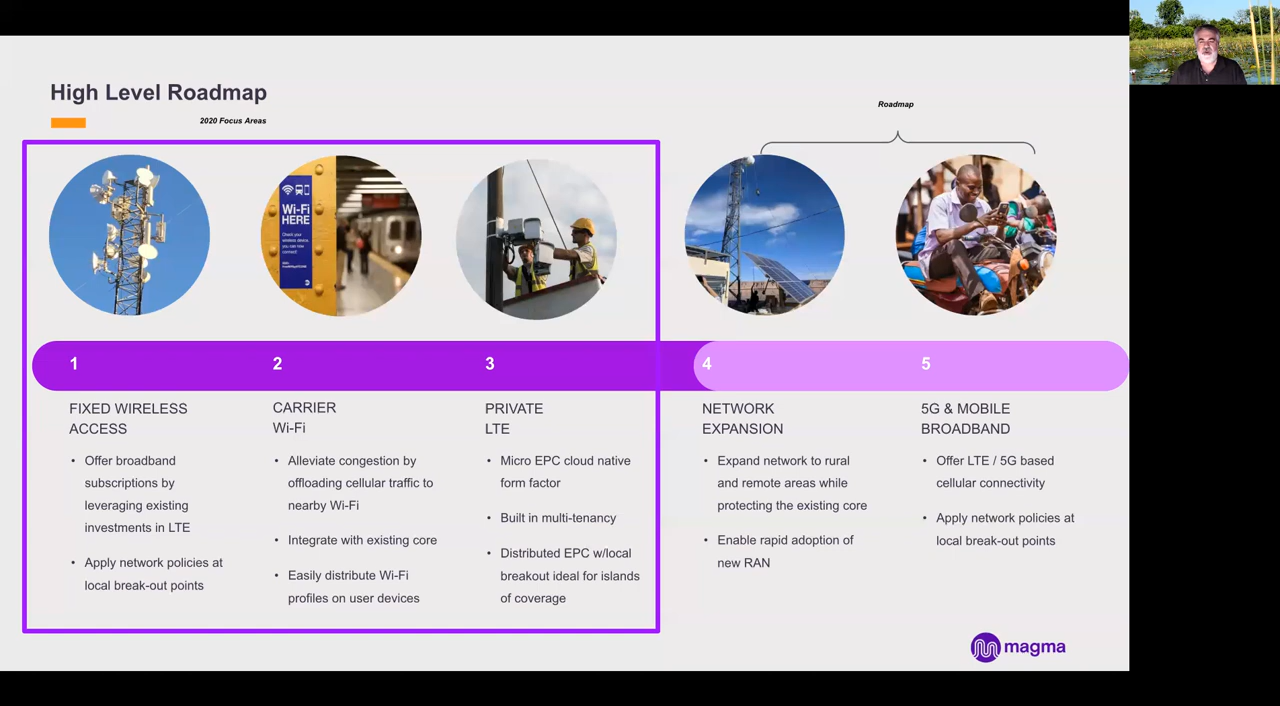 High Level Roadmap
2020 Focus Areas
Roadmap
Wi-Fi
HERE
1
2
3
4
5
FIXED WIRELESS
ACCESS
• Offer broadband
subscriptions by
leveraging existing
investments in LTE
• Apply network policies at
local break-out points
CARRIER
Wi-Fi
• Alleviate congestion by
offloading cellular traffic to
nearby Wi-Fi
• Integrate with existing core
• Easily distribute Wi-Fi
profiles on user devices
PRIVATE
LTE
• Micro EPC cloud native
form factor
• Built in multi-tenancy
• Distributed EPC w/local
breakout ideal for islands
of coverage
NETWORK
EXPANSION
• Expand network to rural
and remote areas while
protecting the existing core
• Enable rapid adoption of
new RAN
5G & MOBILE
BROADBAND
• Offer LTE / 5G based
cellular connectivity
• Apply network policies at
local break-out points
magma